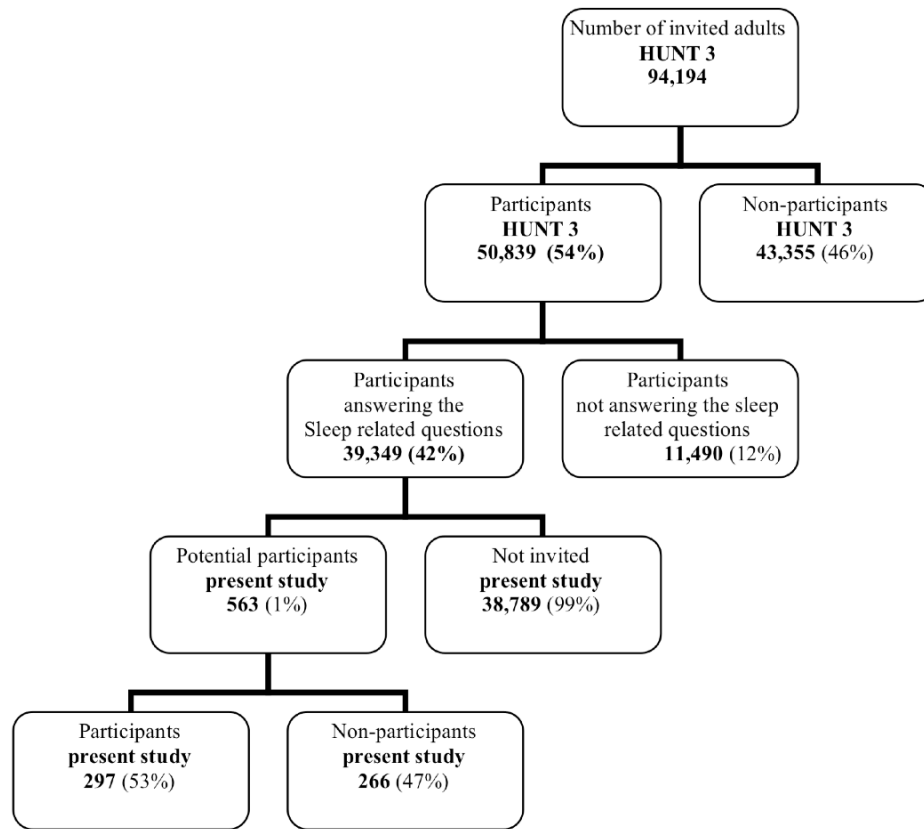 Number of invited adults
HUNT 3
94,194
Participants
HUNT 3
50,839 (54%)
Non-participants
HUNT 3
43,355 (46%)
Participants
answering the
Sleep related questions
39,349 (42%)
Participants
not answering the sleep
related questions
11,490 (12%)
Potential participants
present study
563 (1%)
Not invited
present study
38,789 (99%)
Participants
present study
297 (53%)
Non-participants
present study
266 (47%)